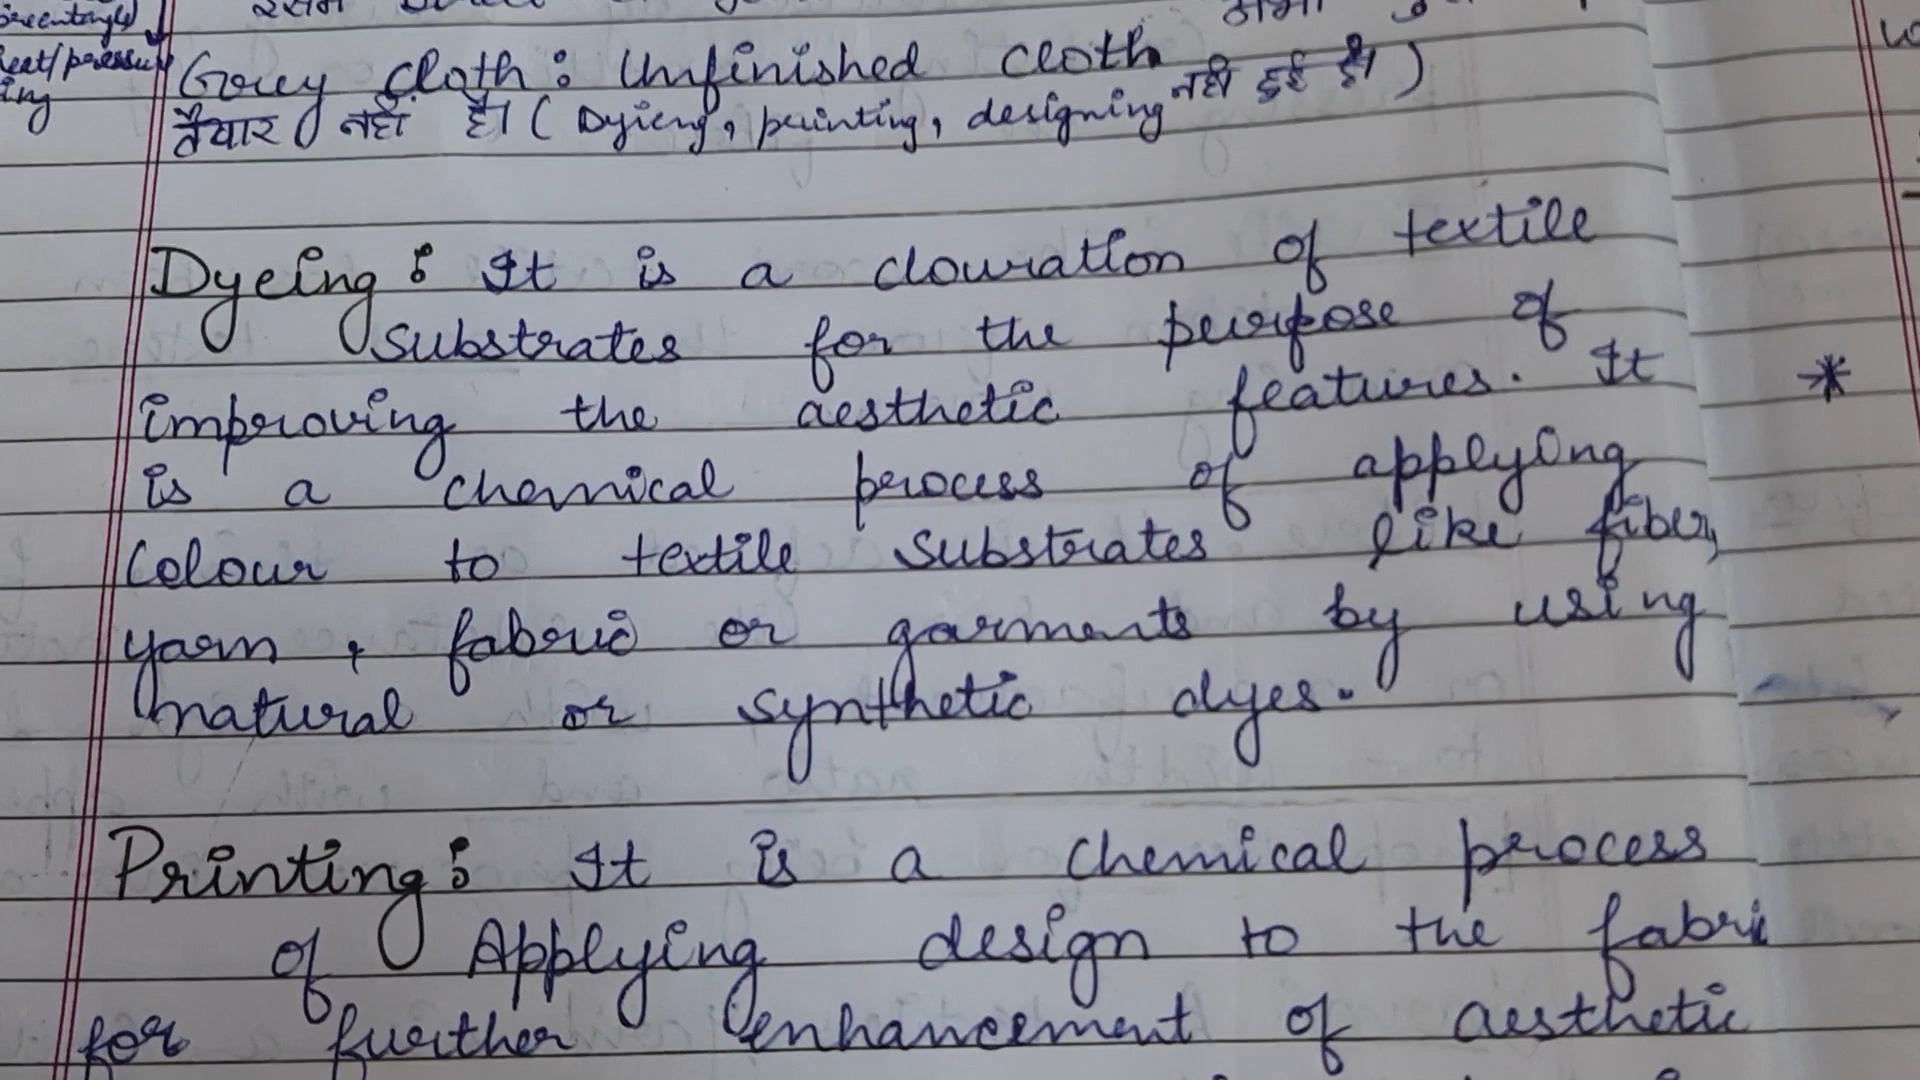 Grey cloth : Unfinished cloth
तैयार नहीं है। ( Dyieng, printing, designing नहीं हुई है। )
Dyeing : It is a clouration of textile
substrates for the purpose of
improving the aesthetic features. It
is a chemical process of applying
colour to textile substrates like fiber,
yarn, fabric or garments by using
natural or synthetic dyes.
Printing : It is a chemical process
of Applying design to the fabric
for further enhancement of aesthetic